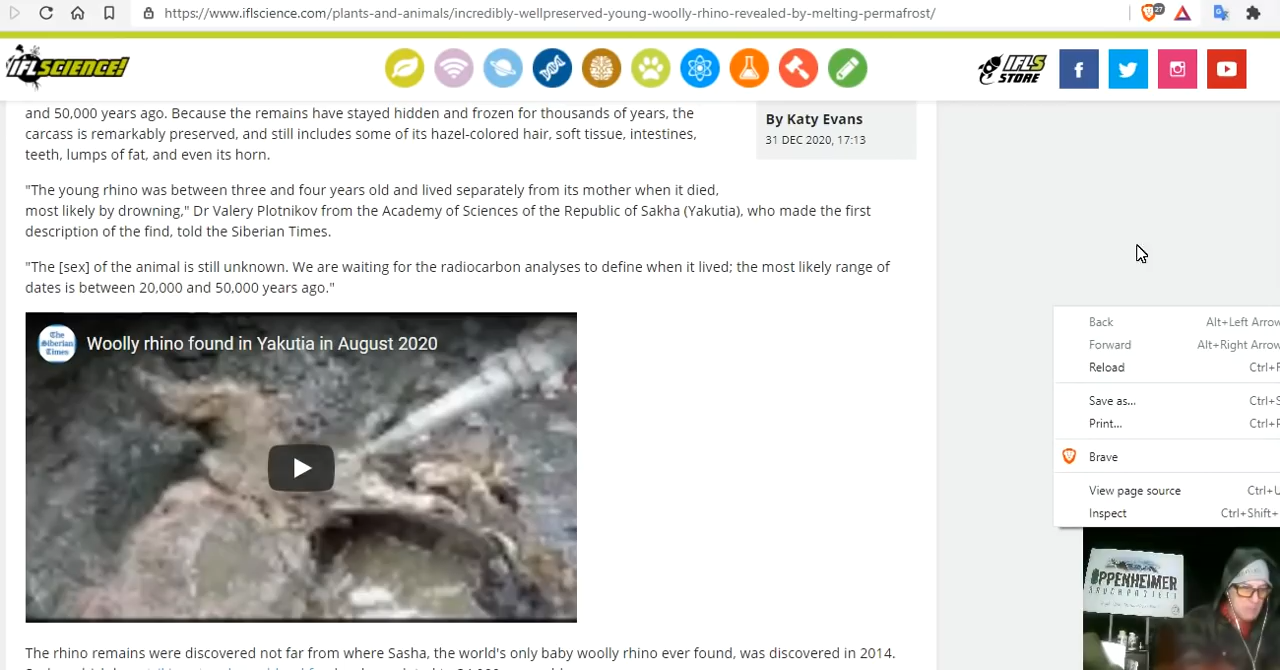 https://www.iflscience.com/plants-and-animals/incredibly-wellpreserved-young-woolly-rhino-revealed-by-melting-permafrost/
27
IFLSCIENCE!
IFLS
STORE
and 50,000 years ago. Because the remains have stayed hidden and frozen for thousands of years, the
carcass is remarkably preserved, and still includes some of its hazel-colored hair, soft tissue, intestines,
teeth, lumps of fat, and even its horn.
By Katy Evans
31 DEC 2020, 17:13
"The young rhino was between three and four years old and lived separately from its mother when it died,
most likely by drowning," Dr Valery Plotnikov from the Academy of Sciences of the Republic of Sakha (Yakutia), who made the first
description of the find, told the Siberian Times.
"The [sex] of the animal is still unknown. We are waiting for the radiocarbon analyses to define when it lived; the most likely range of
dates is between 20,000 and 50,000 years ago."
The
Siberian
Times
Woolly rhino found in Yakutia in August 2020
Back Alt+Left Arrow
Forward Alt+Right Arrow
Reload Ctrl+R
Save as... Ctrl+S
Print... Ctrl+P
Brave
View page source Ctrl+U
Inspect Ctrl+Shift+
OPPENHEIMER
The rhino remains were discovered not far from where Sasha, the world's only baby woolly rhino ever found, was discovered in 2014.